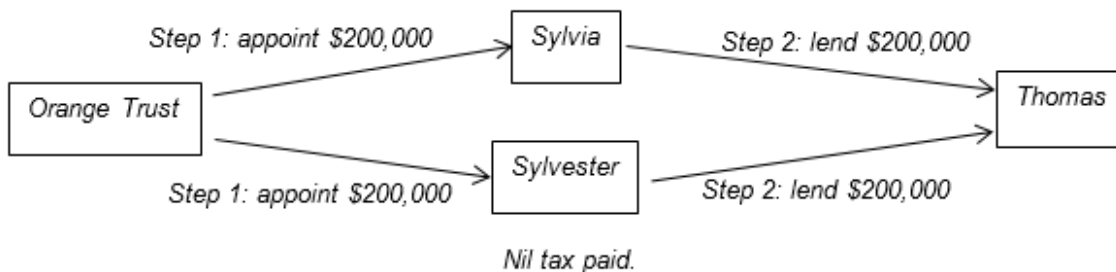 Step 1: appoint $200,000
Sylvia
Step 2: lend $200,000
Orange Trust
Thomas
Step 1: appoint $200,000
Sylvester
Step 2: lend $200,000
Nil tax paid.